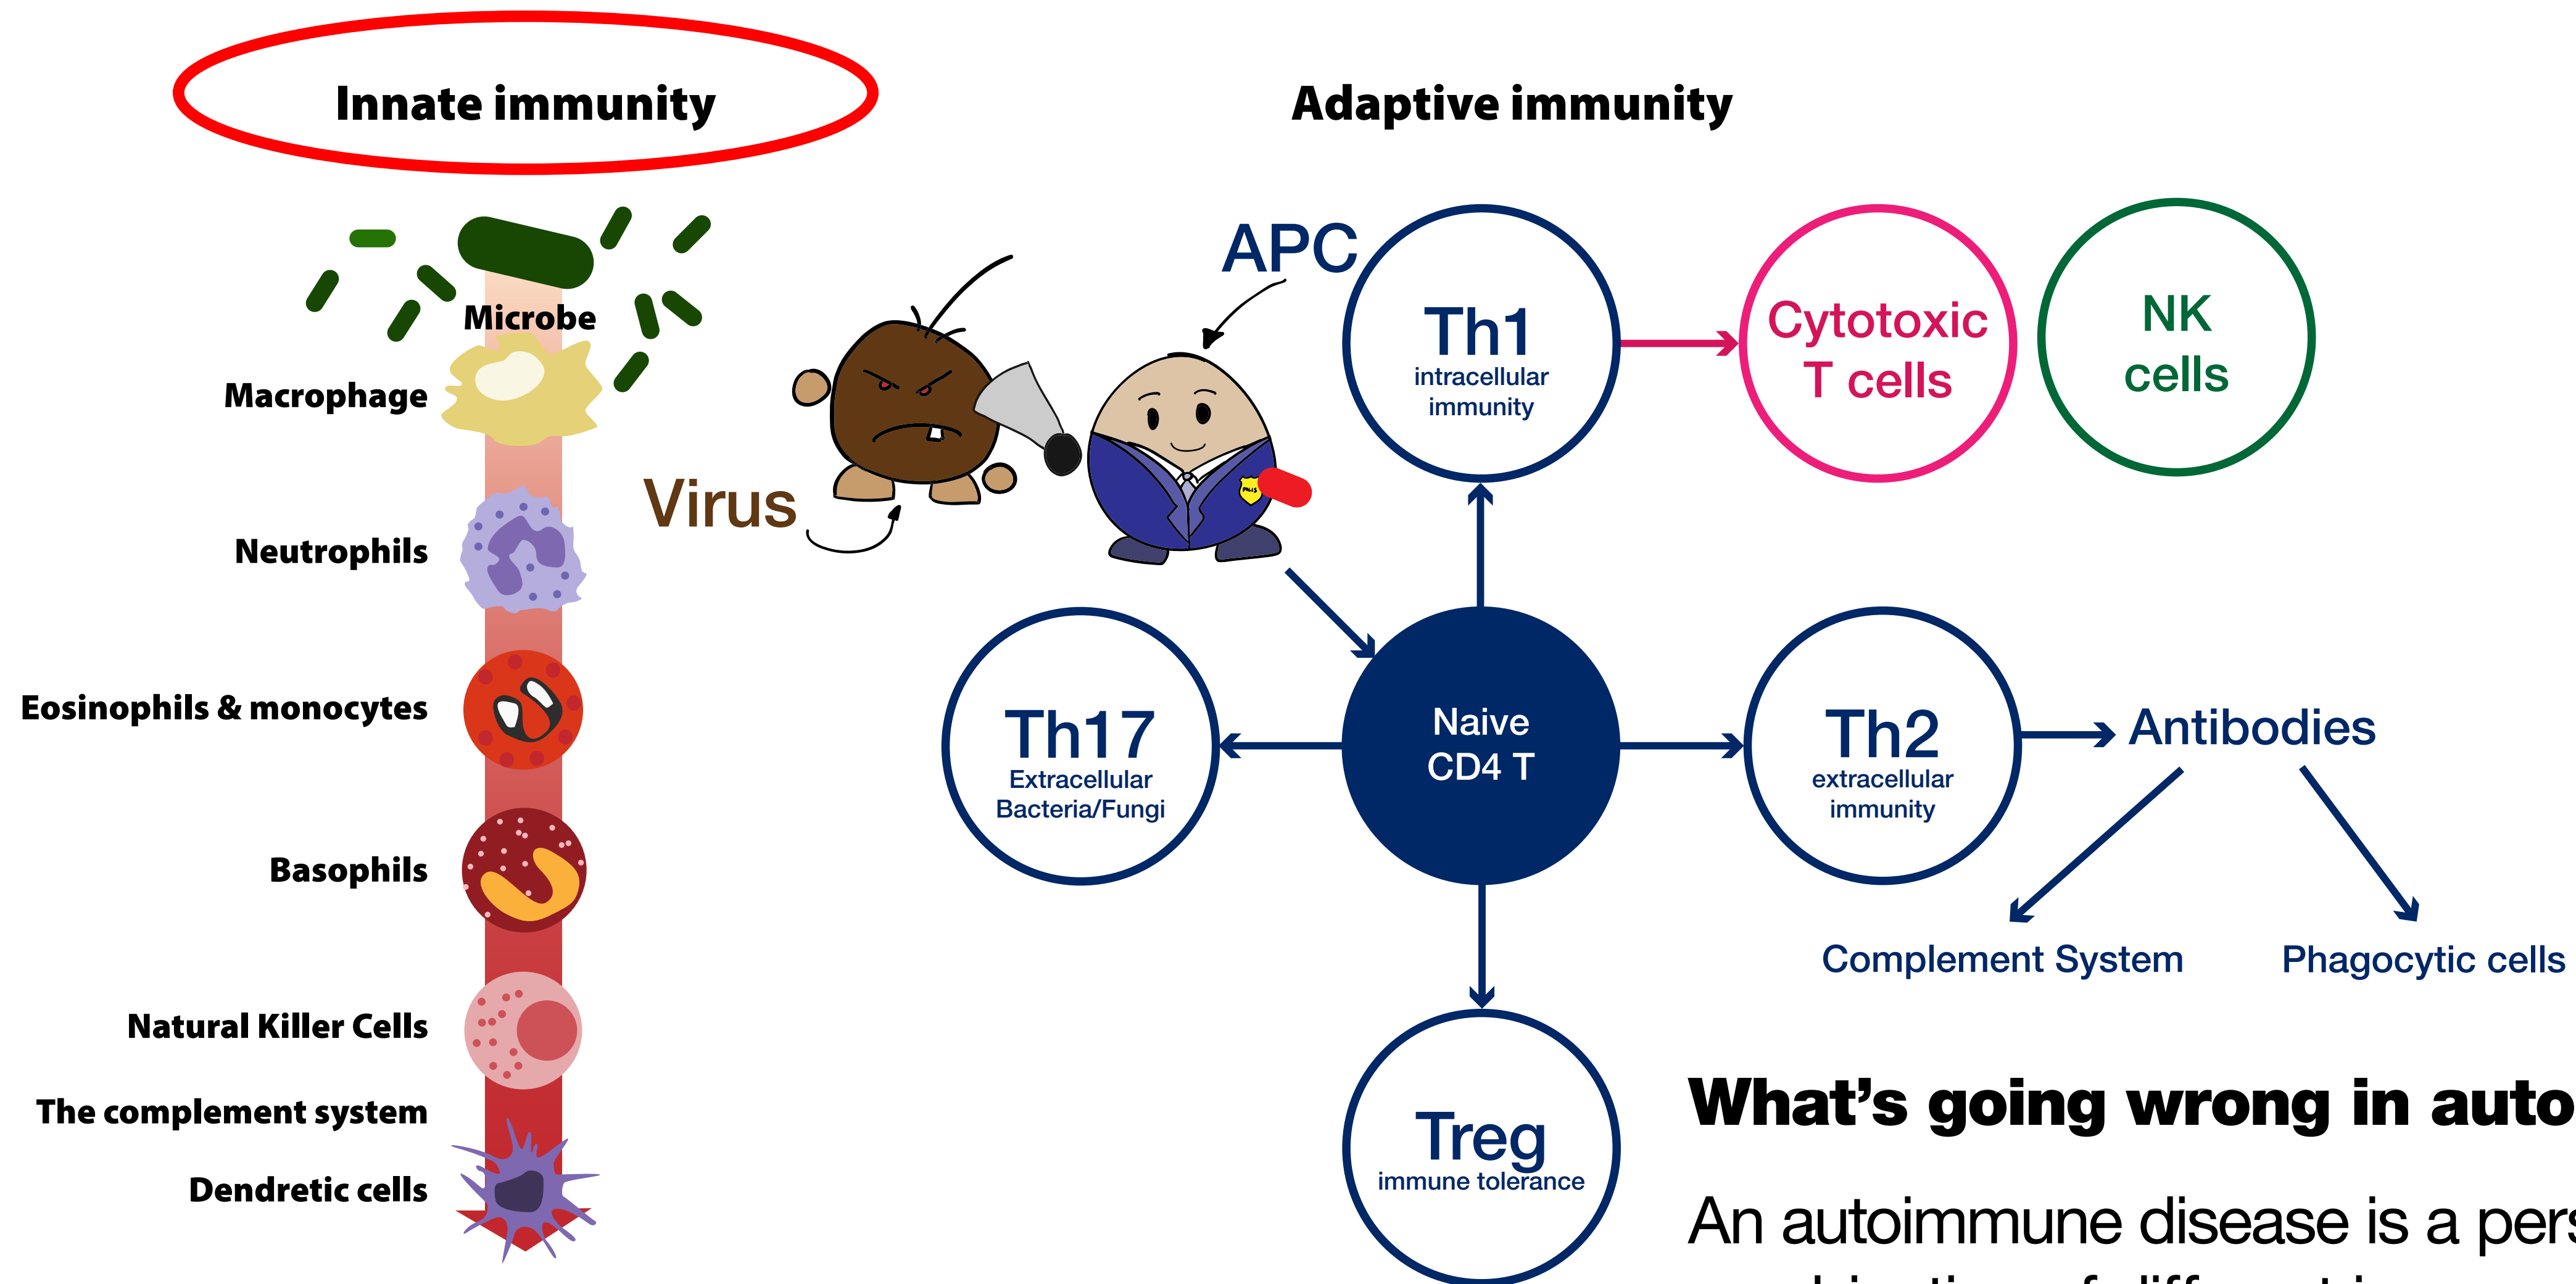 Innate immunity
Adaptive immunity
Microbe
Macrophage
Neutrophils
Eosinophils & monocytes
Basophils
Natural Killer Cells
The complement system
Dendretic cells
Virus
APC
POLIS
Th1
intracellular
immunity
Cytotoxic
T cells
NK
cells
Th17
Extracellular
Bacteria/Fungi
Naive
CD4 T
Th2
extracellular
immunity
Antibodies
Complement System
Phagocytic cells
Treg
immune tolerance
What's going wrong in auto
An autoimmune disease is a pers